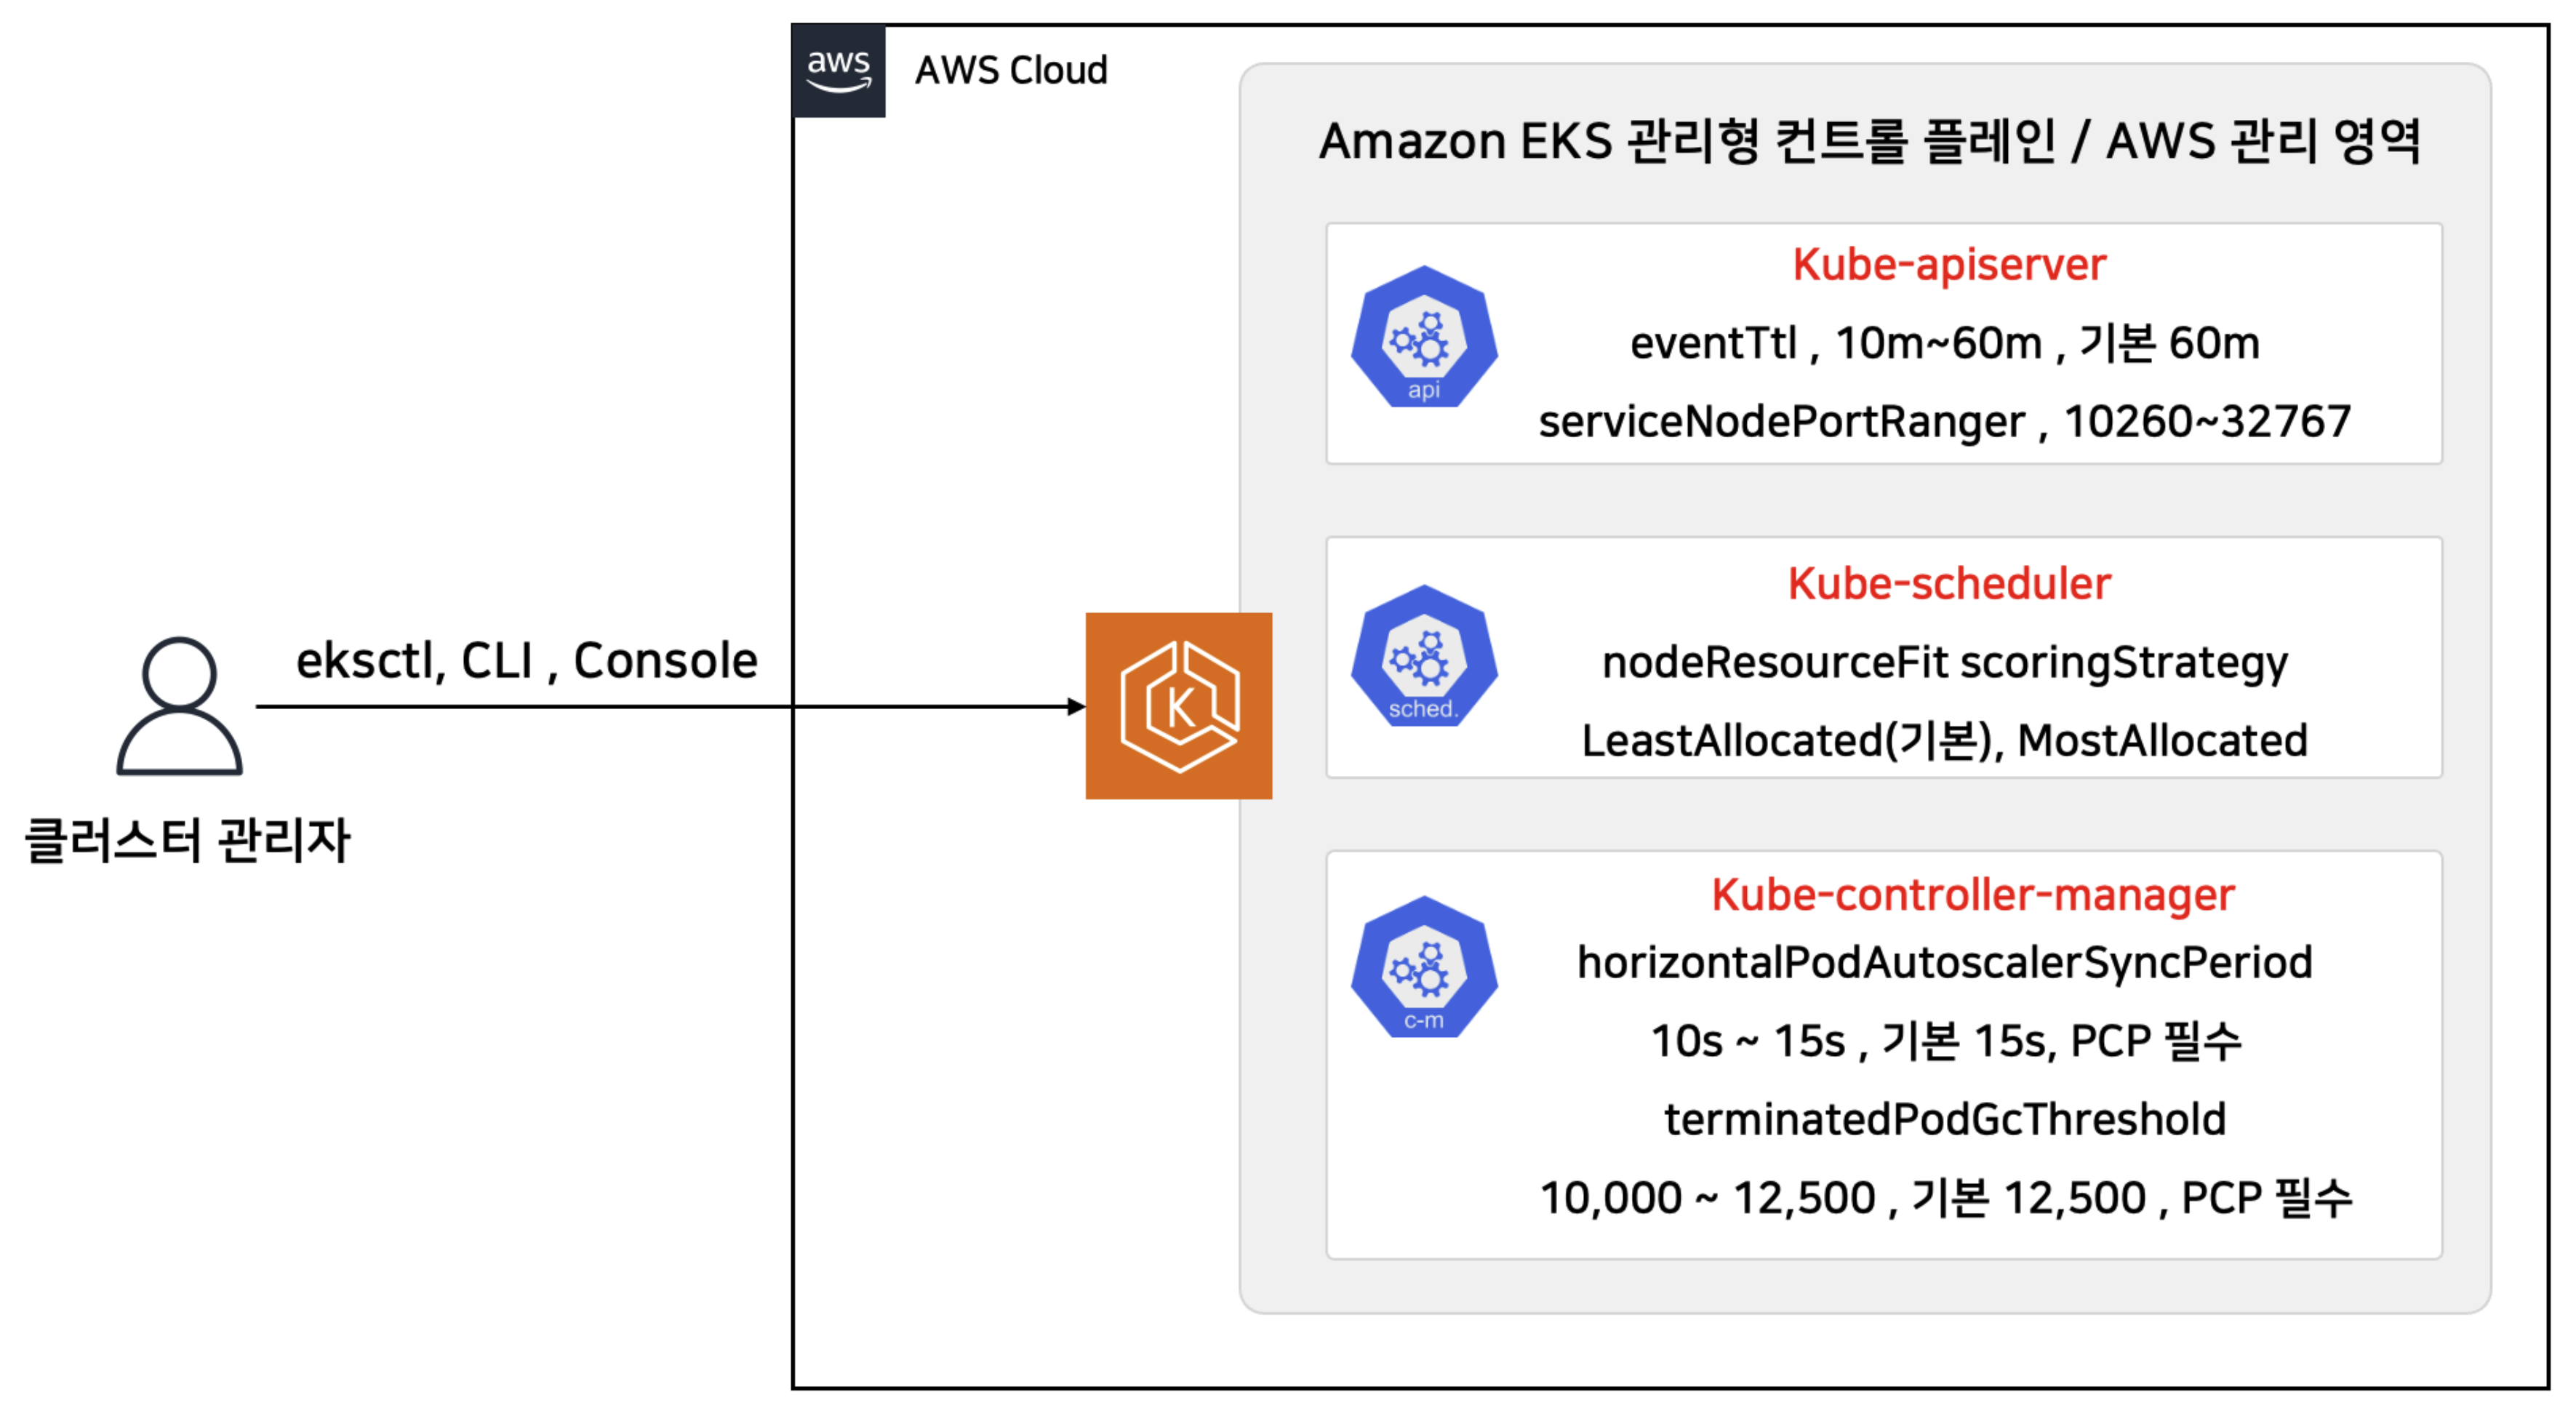 aws
AWS Cloud
Amazon EKS 관리형 컨트롤 플레인 / AWS 관리 영역
Kube-apiserver
eventTtl , 10m~60m , 기본 60m
api
serviceNodePortRanger , 10260~32767
Kube-scheduler
nodeResourceFit scoringStrategy
sched.
LeastAllocated(기본), MostAllocated
eksctl, CLI , Console
K
클러스터 관리자
Kube-controller-manager
horizontalPodAutoscalerSyncPeriod
c-m
10s ~ 15s , 기본 15s, PCP 필수
terminatedPodGcThreshold
10,000 ~ 12,500 , 기본 12,500 , PCP 필수